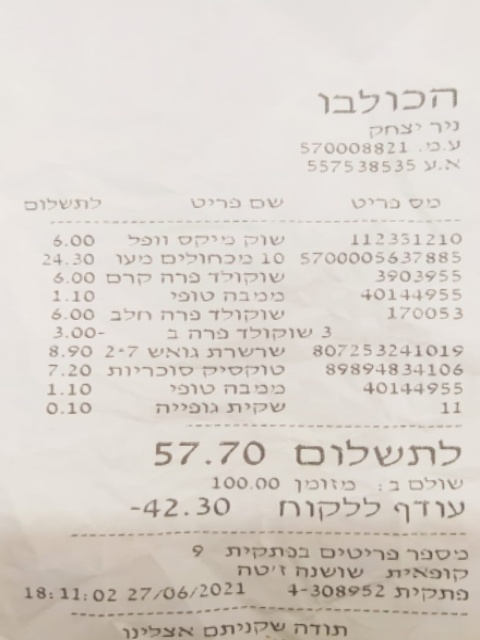 הכולבו
ניר יצחק
ע.מ. 570008821
א.ע 557538535
מס פריט שם פריט לתשלום
112351210 שוק מיקס וופל 6.00
5700005637885 10 מכחולים מעו 24.30
3903955 שוקולד פרה קרם 6.00
40144955 ממבה טופי 1.10
170053 שוקולד פרה חלב 6.00
3 שוקולד פרה ב -3.00
807253241019 שרשרת גואש 7*2 8.90
89894834106 טוקסיק סוכריות 7.20
40144955 ממבה טופי 1.10
11 שקית גופייה 0.10
לתשלום 57.70
שולם ב: מזומן 100.00
עודף ללקוח -42.30
מספר פריטים בפתקית 9
קופאית שושנה ז'טה
פתקית 4-308952 27/06/2021 18:11:02
תודה שקניתם אצלינו